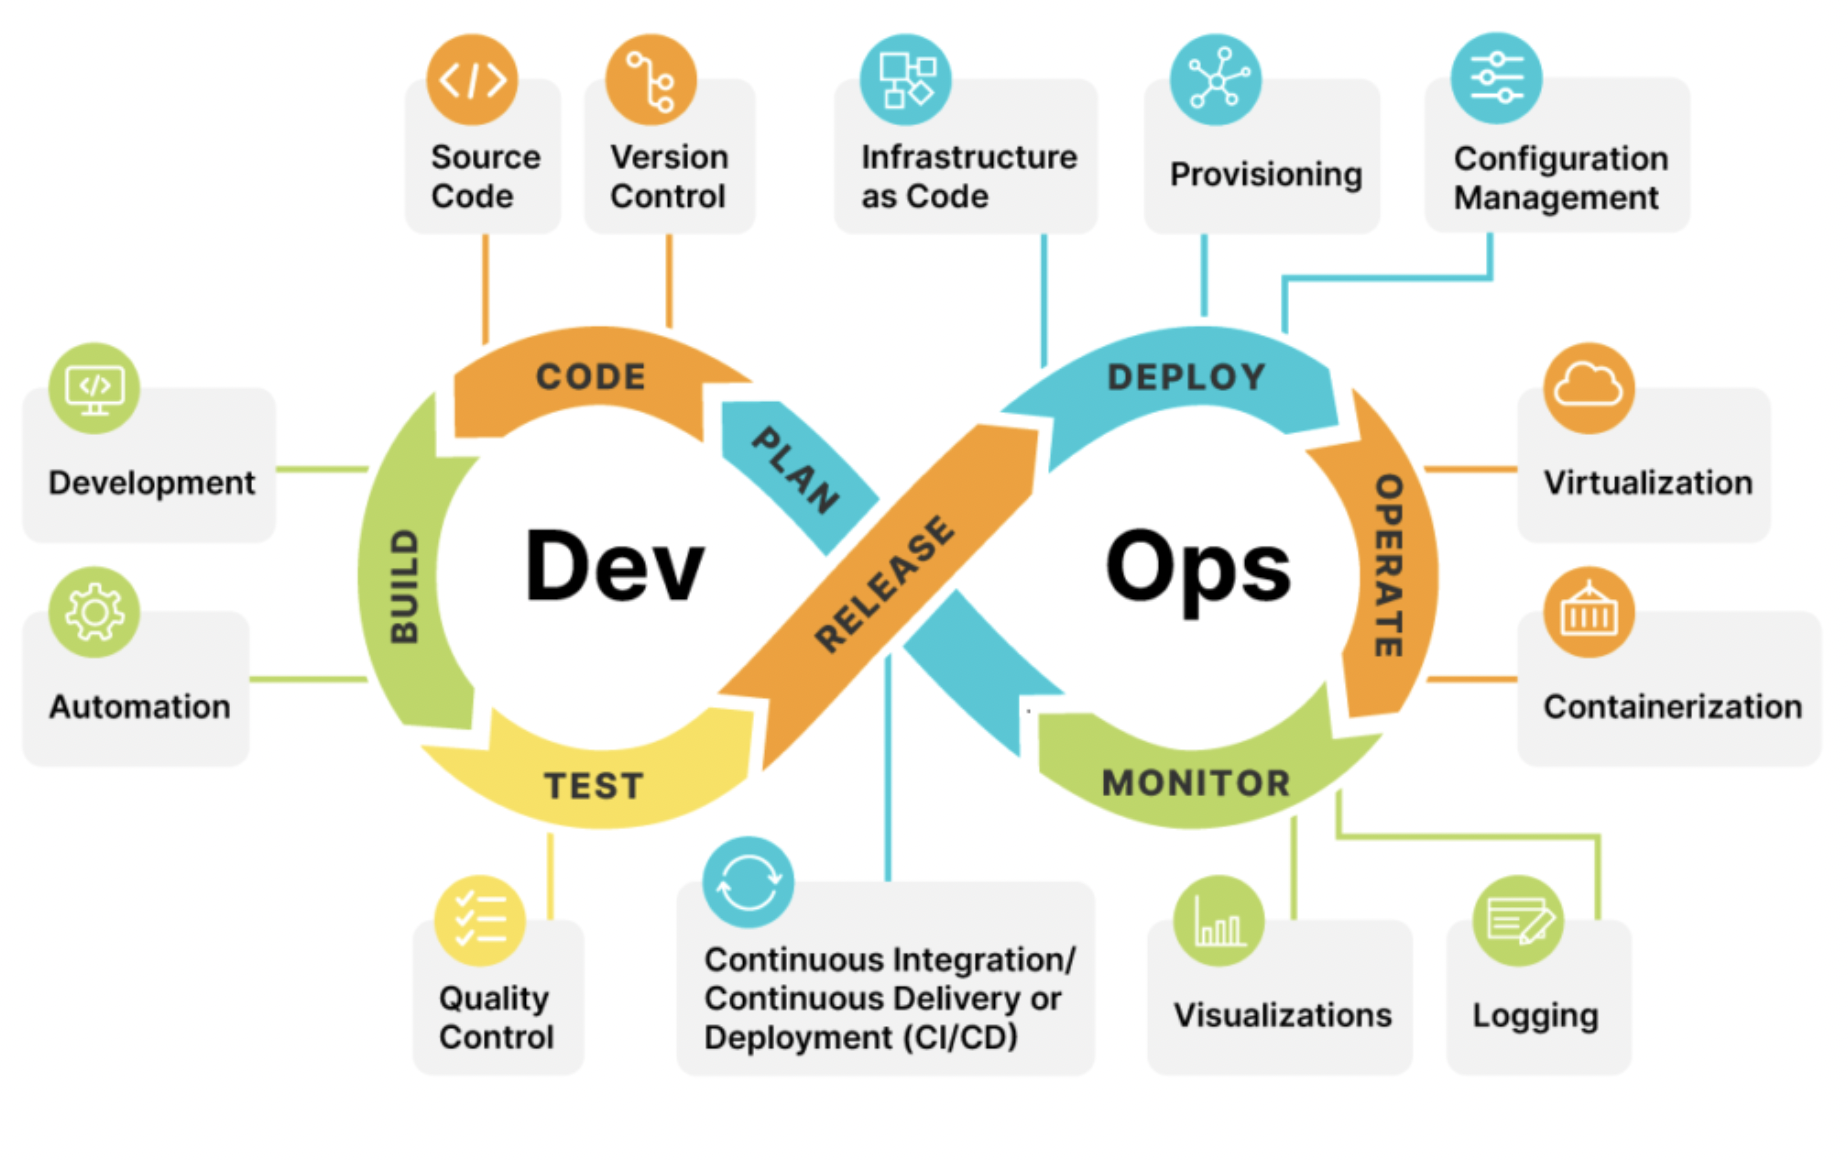 Source
Code
Version
Control
Infrastructure
as Code
Provisioning
Configuration
Management
CODE
DEPLOY
PLAN
Development
Virtualization
OPERATE
BUILD
Dev
RELEASE
Ops
Automation
Containerization
TEST
MONITOR
Quality
Control
Continuous Integration/
Continuous Delivery or
Deployment (CI/CD)
Visualizations
Logging